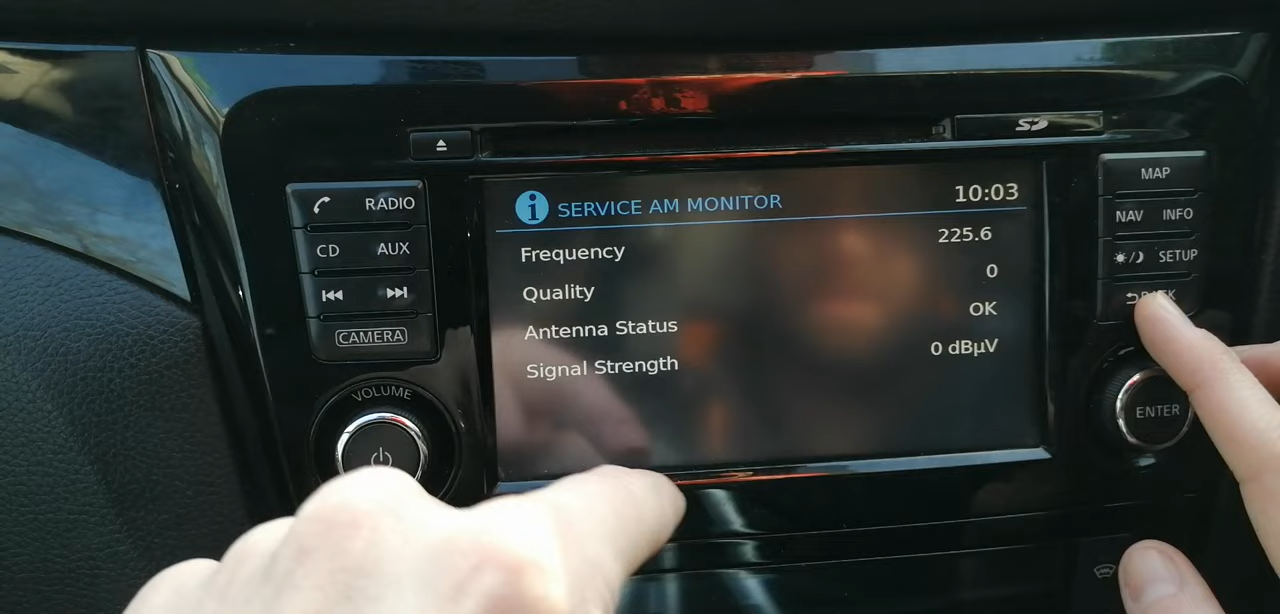 SD
MAP
RADIO
SERVICE AM MONITOR 10:03
NAV INFO
CD AUX
Frequency 225.6
SETUP
Quality 0
Antenna Status OK
CAMERA
Signal Strength 0 dBµV
VOLUME
ENTER